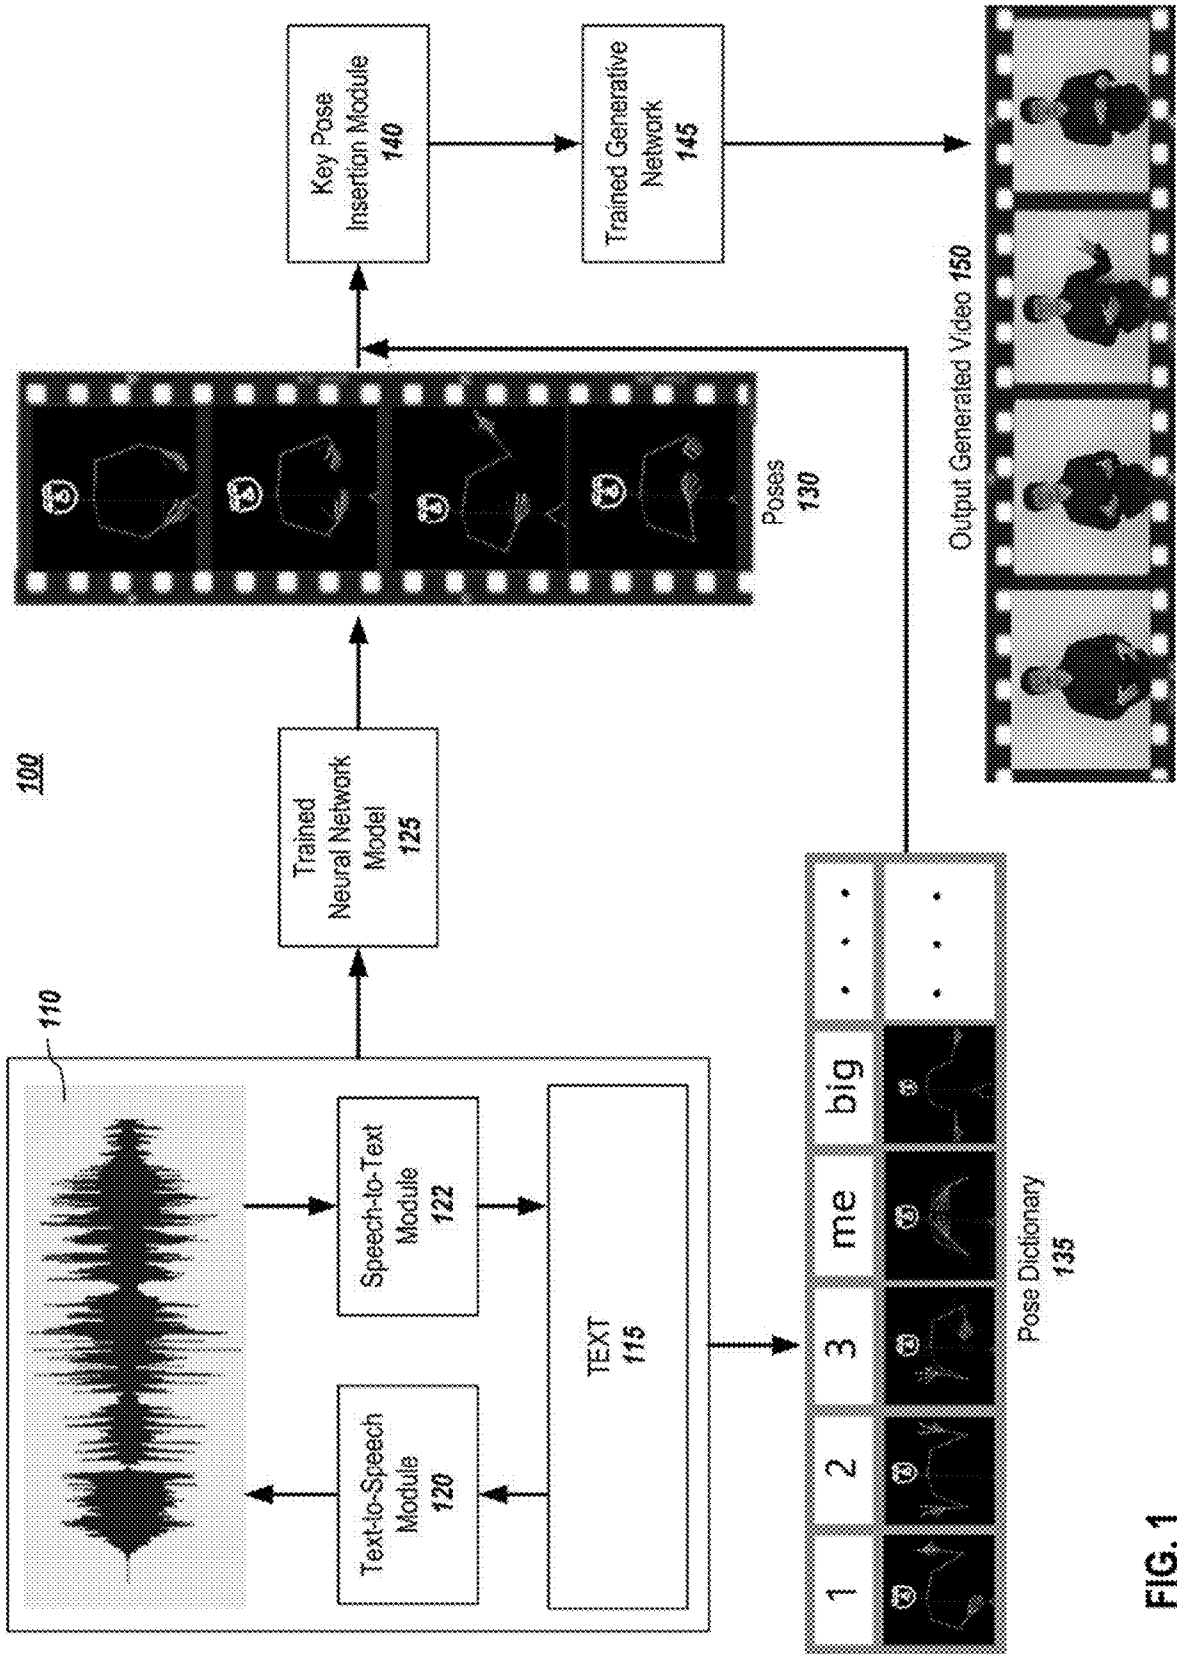 100
110
Speech-to-Text
Module
122
Text-to-Speech
Module
120
TEXT
115
Trained
Neural Network
Model
125
Poses
130
Key Pose
Insertion Module
140
Trained Generative
Network
145
1
2
3
me
big
. . .
. . .
Pose Dictionary
135
Output Generated Video 150
FIG. 1